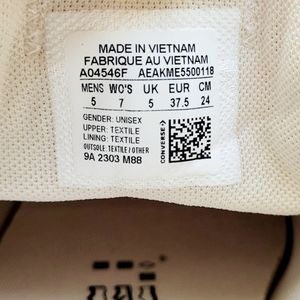 MADE IN VIETNAM
FABRIQUE AU VIETNAM
A04546F AEAKME5500118
MENS WC'S UK EUR CM
5 7 5 37.5 24
GENDER: UNISEX
UPPER: TEXTILE
LINING: TEXTILE
OUTSOLE: TEXTILE / OTHER
9A 2303 M88
CONVERSE